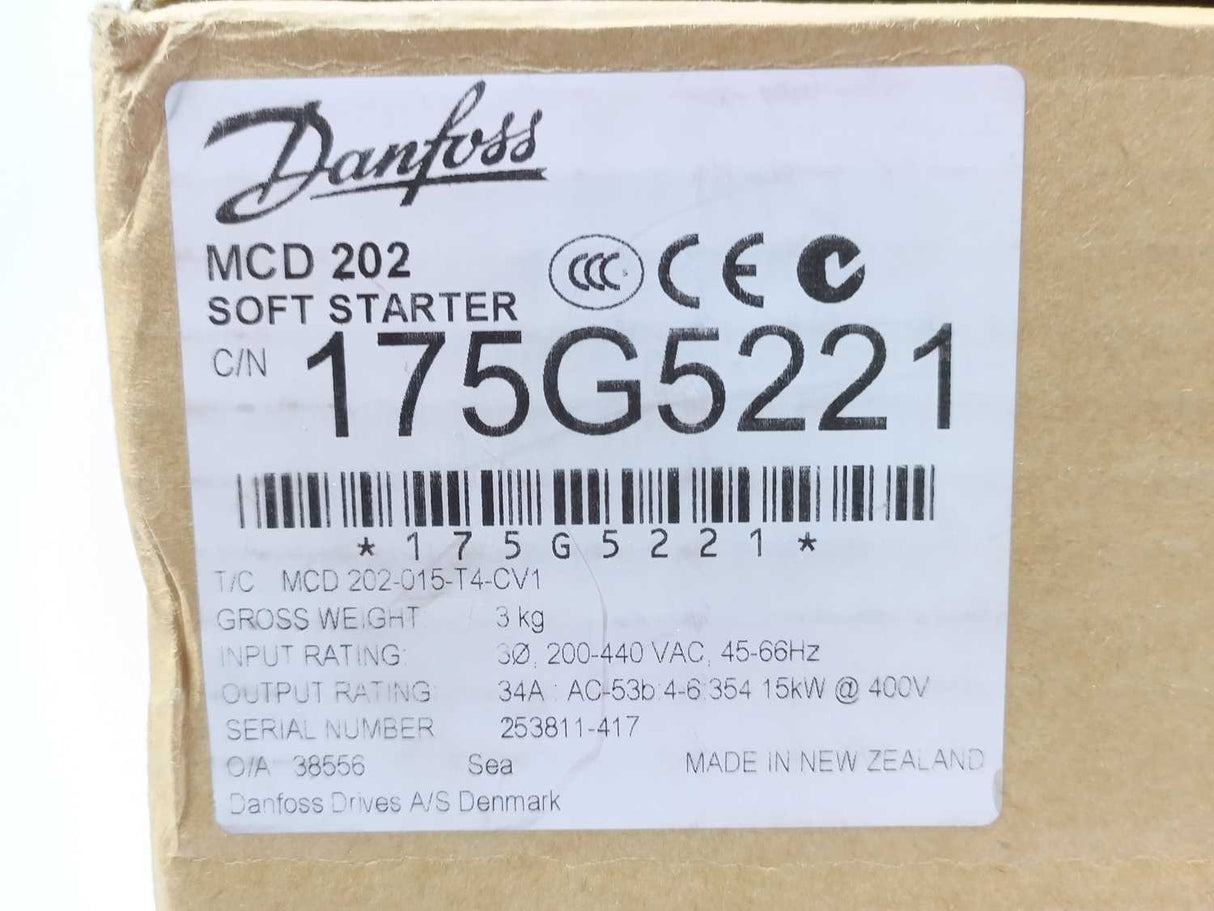 Danfoss
MCD 202
SOFT STARTER
CCC CE
C/N 175G5221
*175G5221*
T/C MCD 202-015-T4-CV1
GROSS WEIGHT: 3 kg
INPUT RATING: 3Ø, 200-440 VAC, 45-66Hz
OUTPUT RATING: 34A : AC-53b:4-6:354 15kW @ 400V
SERIAL NUMBER 253811-417
O/A 38556 Sea MADE IN NEW ZEALAND
Danfoss Drives A/S Denmark